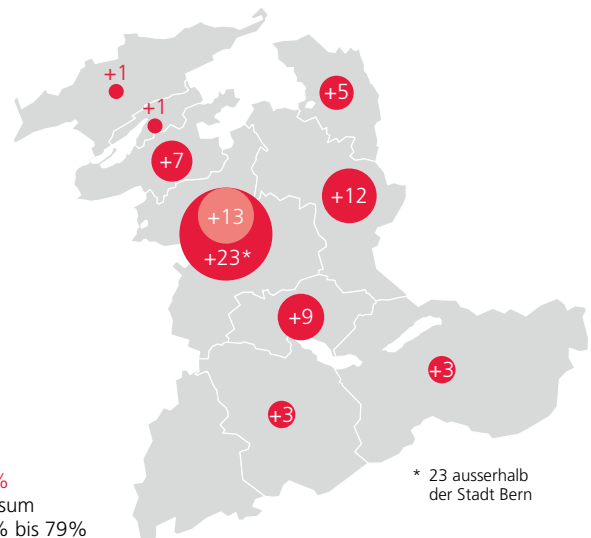 +1
+1
+5
+7
+12
+13
+23*
+9
+3
+3
%
sum
% bis 79%
* 23 ausserhalb
der Stadt Bern